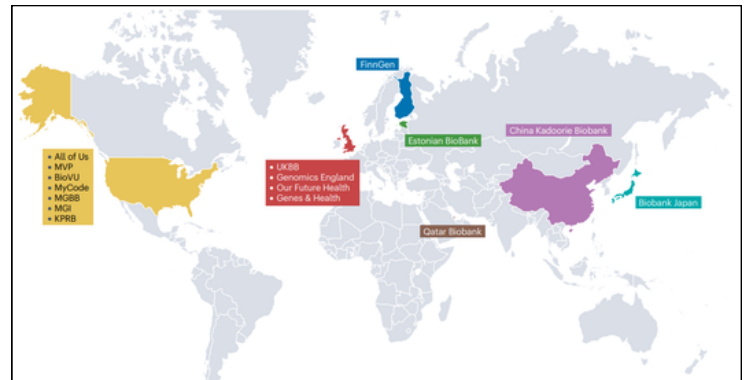 FinnGen
Estonian BioBank
China Kadoorie Biobank
• All of Us
• MVP
• BioVU
• MyCode
• MGBB
• MGI
• KPRB
• UKBB
• Genomics England
• Our Future Health
• Genes & Health
Biobank Japan
Qatar Biobank